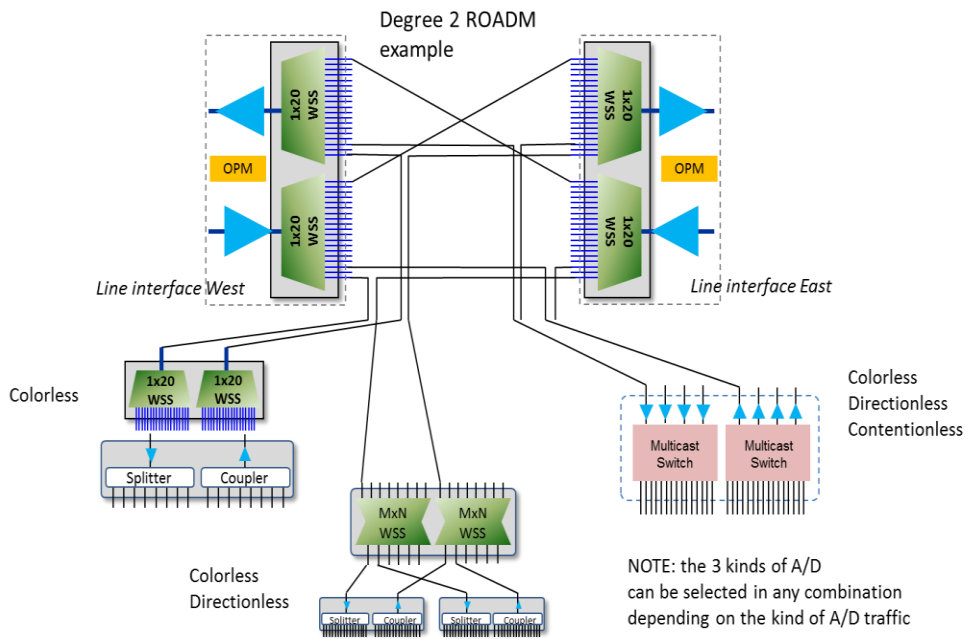 Degree 2 ROADM
example
1x20
WSS
1x20
WSS
OPM
OPM
1x20
WSS
1x20
WSS
Line interface West
Line interface East
Colorless
1x20
WSS
1x20
WSS
Splitter
Coupler
Colorless
Directionless
Contentionless
Multicast
Switch
Multicast
Switch
MxN
WSS
MxN
WSS
Colorless
Directionless
Splitter
Coupler
Splitter
Coupler
NOTE: the 3 kinds of A/D
can be selected in any combination
depending on the kind of A/D traffic